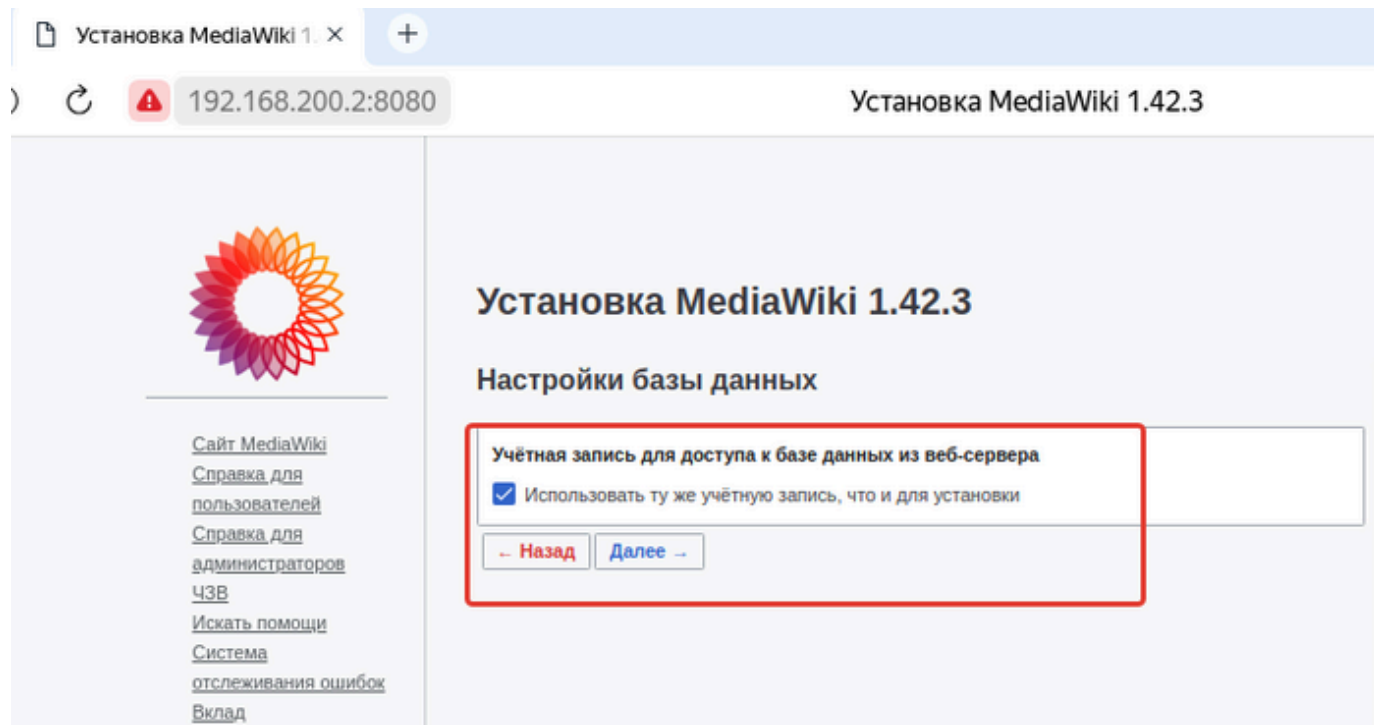 Установка MediaWiki 1.
192.168.200.2:8080
Установка MediaWiki 1.42.3
Сайт MediaWiki
Справка для
пользователей
Справка для
администраторов
ЧЗВ
Искать помощи
Система
отслеживания ошибок
Вклад
Установка MediaWiki 1.42.3
Настройки базы данных
Учётная запись для доступа к базе данных из веб-сервера
Использовать ту же учётную запись, что и для установки
← Назад
Далее →